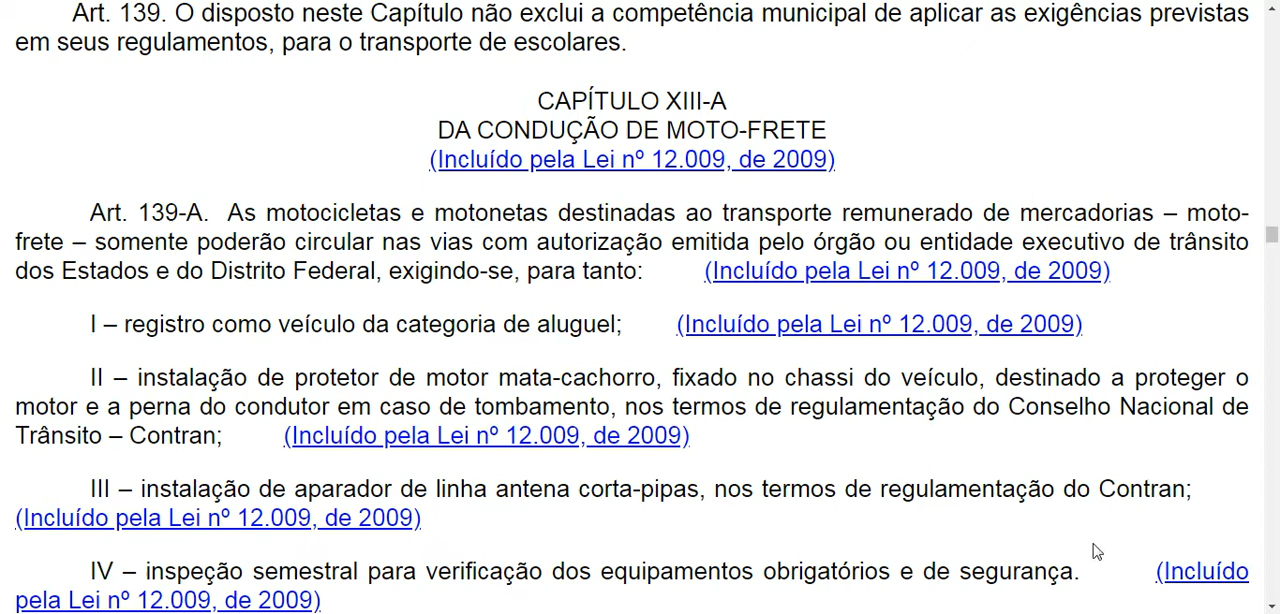 Art. 139. O disposto neste Capítulo não exclui a competência municipal de aplicar as exigências previstas
em seus regulamentos, para o transporte de escolares.
CAPÍTULO XIII-A
DA CONDUÇÃO DE MOTO-FRETE
(Incluído pela Lei nº 12.009, de 2009)
Art. 139-A. As motocicletas e motonetas destinadas ao transporte remunerado de mercadorias – moto-
frete – somente poderão circular nas vias com autorização emitida pelo órgão ou entidade executivo de trânsito
dos Estados e do Distrito Federal, exigindo-se, para tanto: (Incluído pela Lei nº 12.009, de 2009)
I – registro como veículo da categoria de aluguel; (Incluído pela Lei nº 12.009, de 2009)
II – instalação de protetor de motor mata-cachorro, fixado no chassi do veículo, destinado a proteger o
motor e a perna do condutor em caso de tombamento, nos termos de regulamentação do Conselho Nacional de
Trânsito – Contran; (Incluído pela Lei nº 12.009, de 2009)
III – instalação de aparador de linha antena corta-pipas, nos termos de regulamentação do Contran;
(Incluído pela Lei nº 12.009, de 2009)
IV – inspeção semestral para verificação dos equipamentos obrigatórios e de segurança. (Incluído
pela Lei nº 12.009, de 2009)